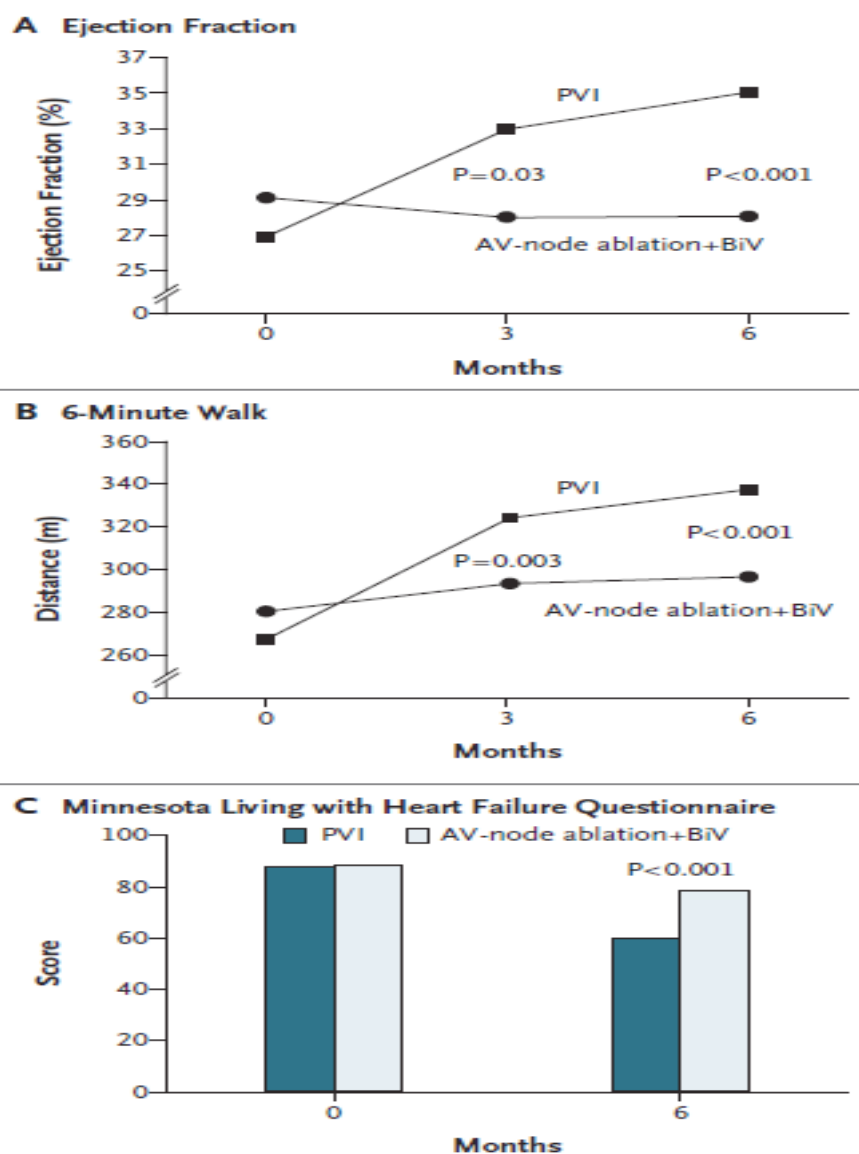 A Ejection Fraction
37
35
33
31
29
27
25
0
Ejection Fraction (%)
PVI
P=0.03
P<0.001
AV-node ablation+BiV
0 3 6
Months
B 6-Minute Walk
360
340
320
300
280
260
0
Distance (m)
PVI
P<0.001
P=0.003
AV-node ablation+BiV
0 3 6
Months
C Minnesota Living with Heart Failure Questionnaire
100
80
60
40
20
0
Score
PVI AV-node ablation+BiV
P<0.001
0 6
Months